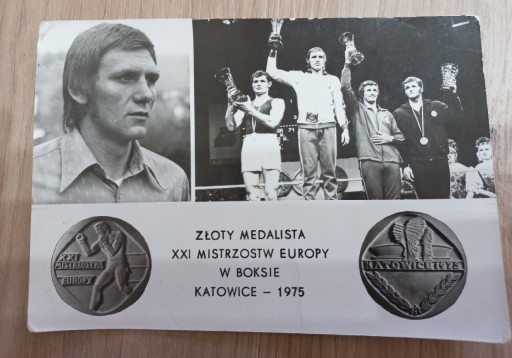 ZŁOTY MEDALISTA
XXI MISTRZOSTW EUROPY
W BOKSIE
KATOWICE – 1975
XXI
MISTRZOSTWA
EUROPY
KATOWICE 1975